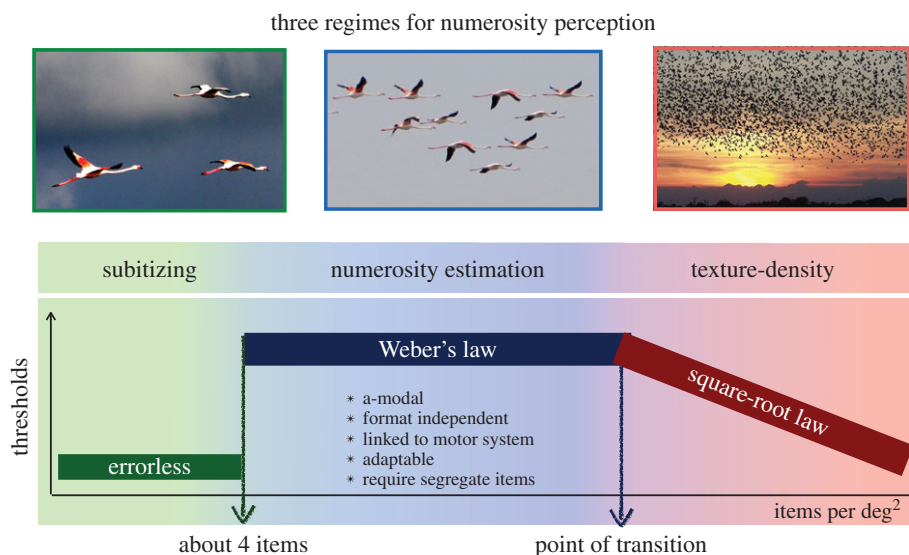 three regimes for numerosity perception
subitizing
numerosity estimation
texture-density
thresholds
errorless
Weber's law
* a-modal
* format independent
* linked to motor system
* adaptable
* require segregate items
square-root law
items per deg²
about 4 items
point of transition